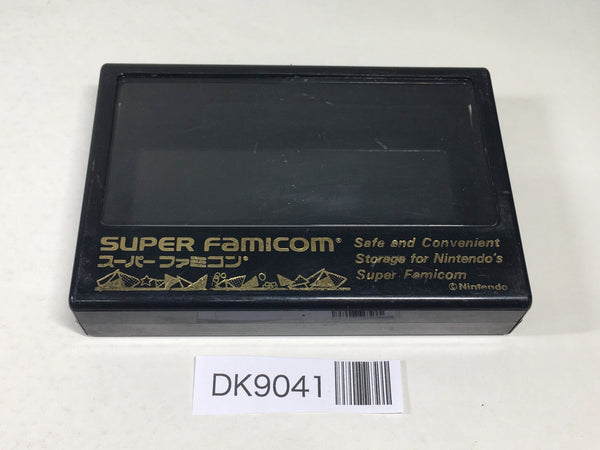 SUPER FAMICOM®
スーパーファミコン®
Safe and Convenient
Storage for Nintendo's
Super Famicom
©Nintendo
DK9041